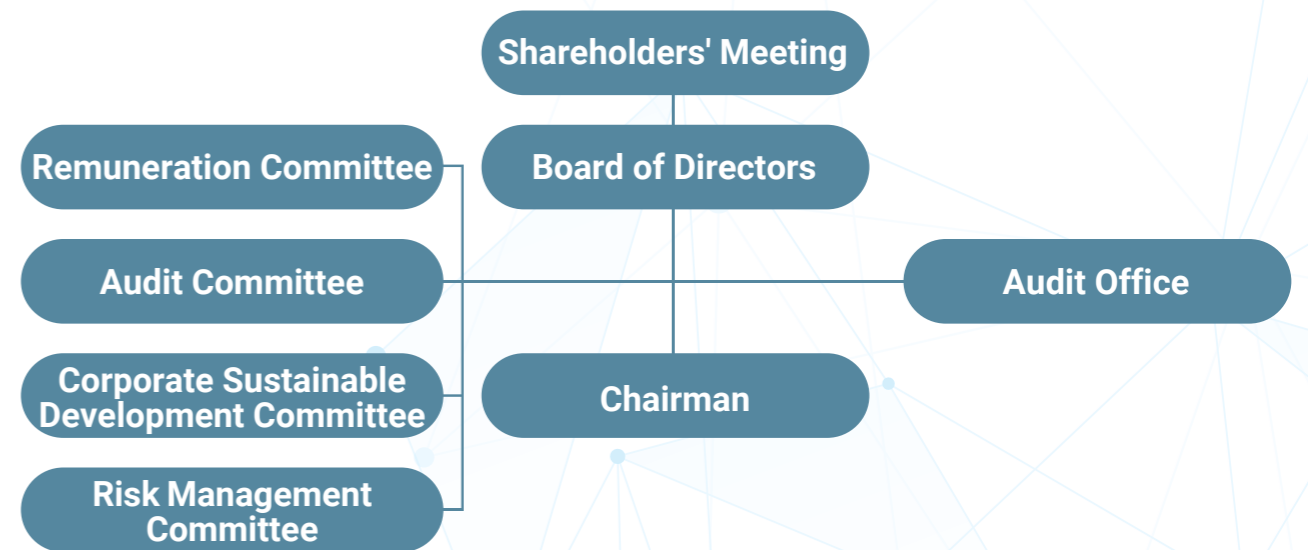 Shareholders' Meeting
Remuneration Committee
Board of Directors
Audit Committee
Audit Office
Corporate Sustainable
Development Committee
Chairman
Risk Management
Committee